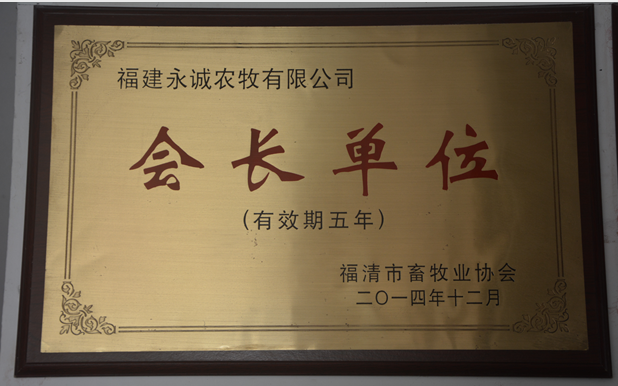 福建永诚农牧有限公司
会长单位
（有效期五年）
福清市畜牧业协会
二〇一四年十二月